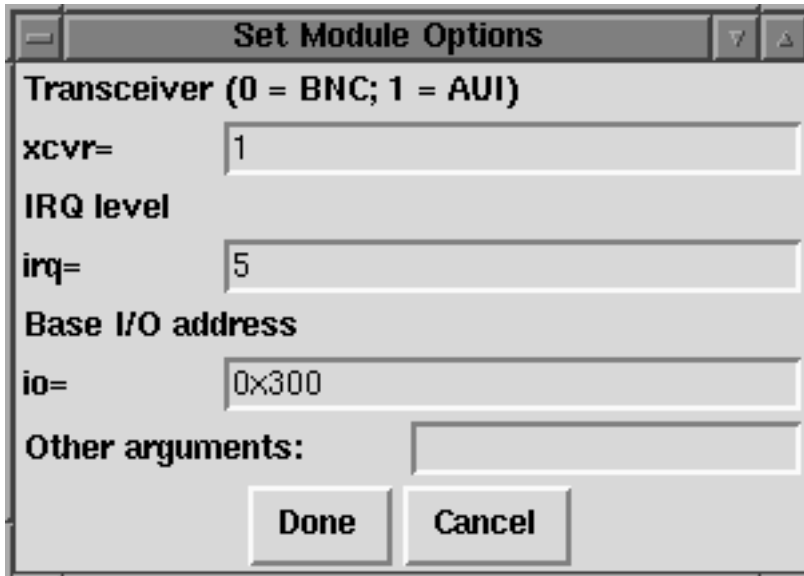 Set Module Options
Transceiver (0 = BNC; 1 = AUI)
xcvr= 1
IRQ level
irq= 5
Base I/O address
io= 0x300
Other arguments:
Done Cancel